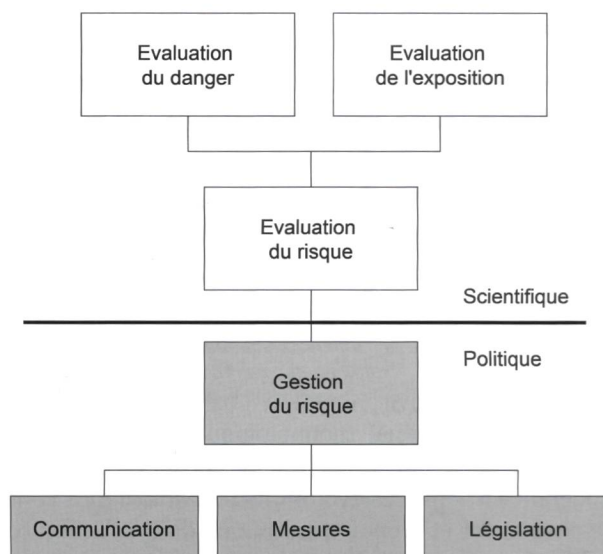 Evaluation
du danger
Evaluation
de l'exposition
Evaluation
du risque
Scientifique
Politique
Gestion
du risque
Communication
Mesures
Législation